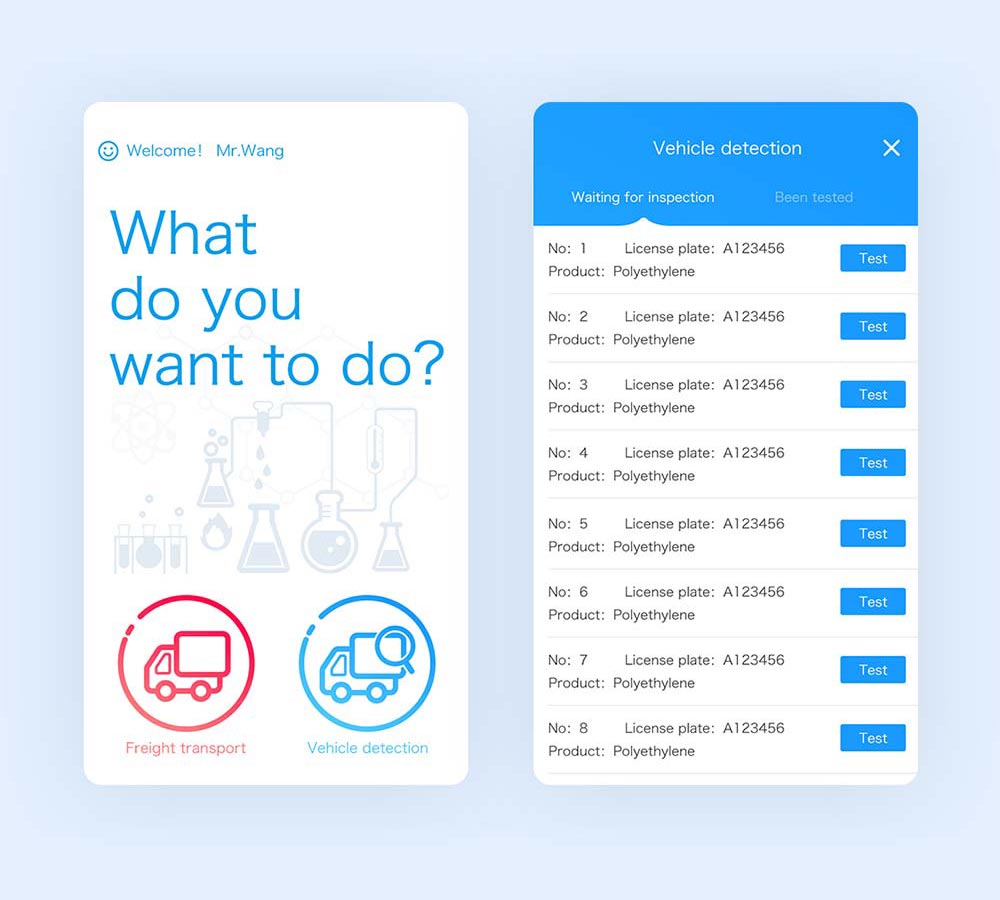 Welcome! Mr.Wang
What
do you
want to do?
Freight transport
Vehicle detection
Vehicle detection
Waiting for inspection
Been tested
No: 1 License plate: A123456
Product: Polyethylene
Test
No: 2 License plate: A123456
Product: Polyethylene
Test
No: 3 License plate: A123456
Product: Polyethylene
Test
No: 4 License plate: A123456
Product: Polyethylene
Test
No: 5 License plate: A123456
Product: Polyethylene
Test
No: 6 License plate: A123456
Product: Polyethylene
Test
No: 7 License plate: A123456
Product: Polyethylene
Test
No: 8 License plate: A123456
Product: Polyethylene
Test